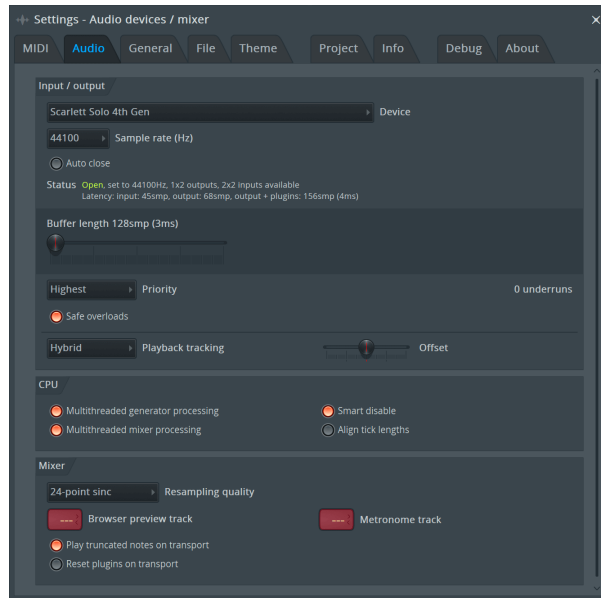 Settings - Audio devices / mixer
MIDI Audio General File Theme Project Info Debug About
Input / output
Scarlett Solo 4th Gen Device
44100 Sample rate (Hz)
Auto close
Status Open, set to 44100Hz, 1x2 outputs, 2x2 inputs available
Latency: input: 45smp, output: 68smp, output + plugins: 156smp (4ms)
Buffer length 128smp (3ms)
Highest Priority 0 underruns
Safe overloads
Hybrid Playback tracking Offset
CPU
Multithreaded generator processing Smart disable
Multithreaded mixer processing Align tick lengths
Mixer
24-point sinc Resampling quality
--- Browser preview track --- Metronome track
Play truncated notes on transport
Reset plugins on transport